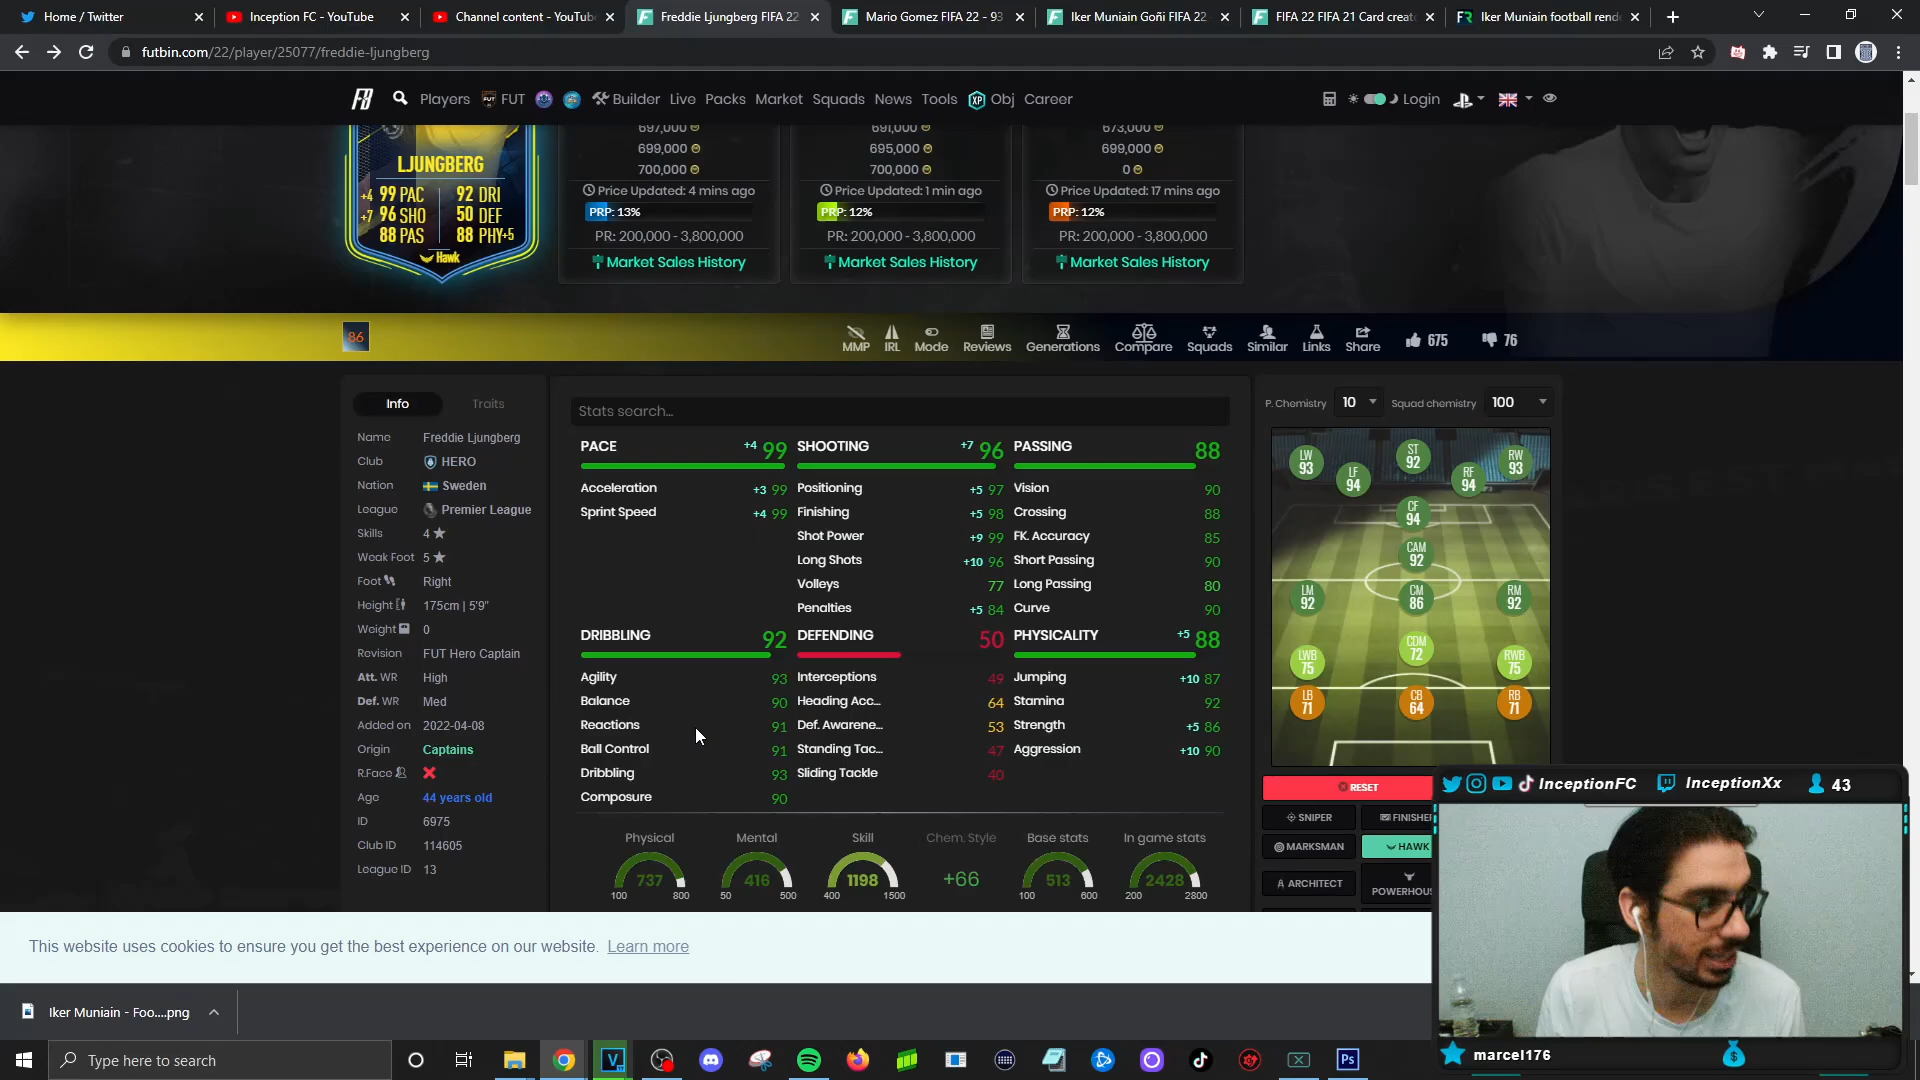 Home / Twitter
Inception FC - YouTube
Channel content - YouTub
Freddie Ljungberg FIFA 22
Mario Gomez FIFA 22 - 93
Iker Muniain Goñi FIFA 22
FIFA 22 FIFA 21 Card creato
Iker Muniain football rende
futbin.com/22/player/25077/freddie-ljungberg
Players FUT Builder Live Packs Market Squads News Tools XP Obj Career Login
LJUNGBERG
+4 99 PAC 92 DRI
+7 96 SHO 50 DEF
88 PAS 88 PHY+5
Hawk
697,000 691,000 673,000
699,000 695,000 699,000
700,000 700,000 0
Price Updated: 4 mins ago Price Updated: 1 min ago Price Updated: 17 mins ago
PRP: 13% PRP: 12% PRP: 12%
PR: 200,000 - 3,800,000 PR: 200,000 - 3,800,000 PR: 200,000 - 3,800,000
Market Sales History Market Sales History Market Sales History
86
MMP IRL Mode Reviews Generations Compare Squads Similar Links Share 675 76
Info Traits
Name Freddie Ljungberg
Club HERO
Nation Sweden
League Premier League
Skills 4
Weak Foot 5
Foot Right
Height 175cm | 5'9"
Weight 0
Revision FUT Hero Captain
Att. WR High
Def. WR Med
Added on 2022-04-08
Origin Captains
R.Face
Age 44 years old
ID 6975
Club ID 114605
League ID 13
Stats search...
PACE +4 99
Acceleration +3 99
Sprint Speed +4 99
SHOOTING +7 96
Positioning +5 97
Finishing +5 98
Shot Power +9 99
Long Shots +10 96
Volleys 77
Penalties +5 84
PASSING 88
Vision 90
Crossing 88
FK. Accuracy 85
Short Passing 90
Long Passing 80
Curve 90
DRIBBLING 92
Agility 93
Balance 90
Reactions 91
Ball Control 91
Dribbling 93
Composure 90
DEFENDING 50
Interceptions 49
Heading Acc... 64
Def. Awarene... 53
Standing Tac... 47
Sliding Tackle 40
PHYSICALITY +5 88
Jumping +10 87
Stamina 92
Strength +5 86
Aggression +10 90
Physical Mental Skill Chem. Style Base stats In game stats
737 416 1198 +66 513 2428
100 800 50 500 400 1500 100 600 200 2800
P. Chemistry 10 Squad chemistry 100
LW 93
LF 94
ST 92
RF 94
RW 93
CF 94
CAM 92
LM 92
CM 86
RM 92
LWB 75
CDM 72
RWB 75
LB 71
CB 64
RB 71
RESET
SNIPER FINISHER
MARKSMAN HAWK
ARCHITECT POWERHOUS
InceptionFC InceptionXx 43
marcel176
This website uses cookies to ensure you get the best experience on our website. Learn more
Iker Muniain - Foo....png
Type here to search
V
Ps